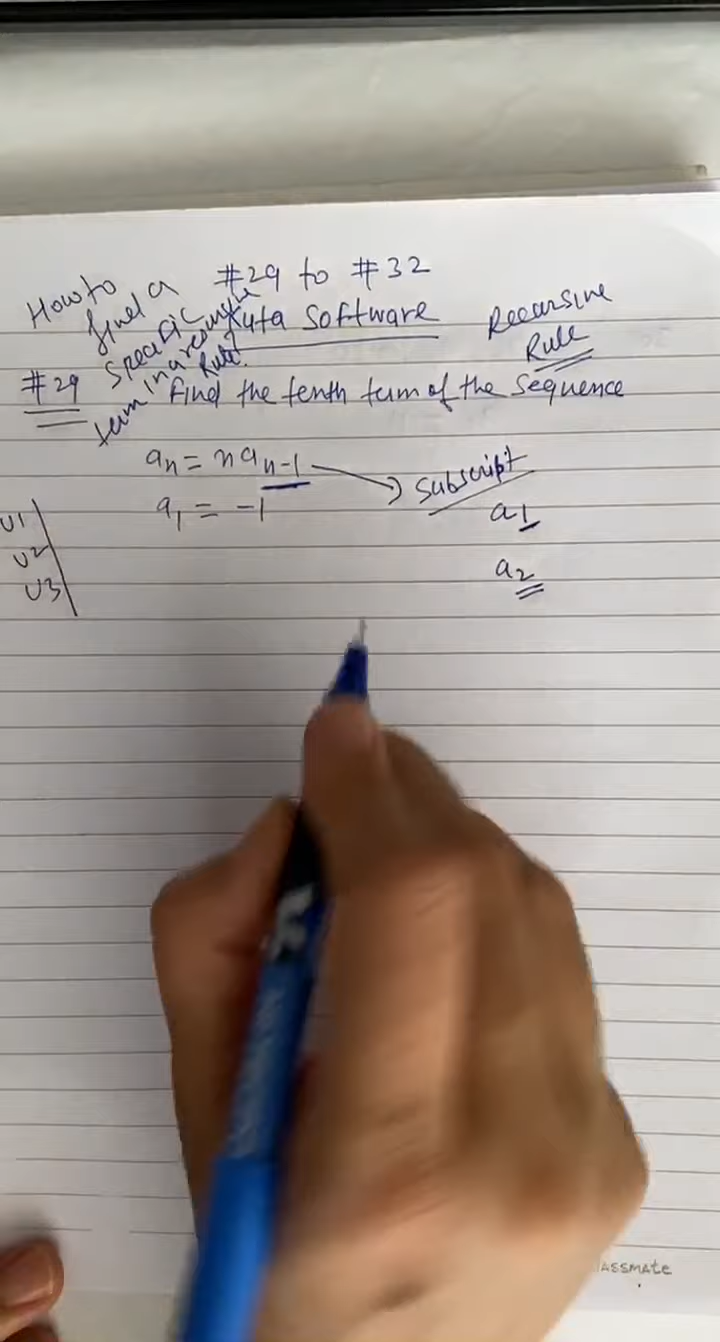 #29 to #32
Kuta Software
Recursive
Rule
How to
find a
Specific
term in a recursive
Rule?
#29
Find the tenth term of the Sequence
aₙ = n aₙ₋₁
Subscript
a₁ = -1
a₁
a₂
U1
U2
U3
ASSMATE